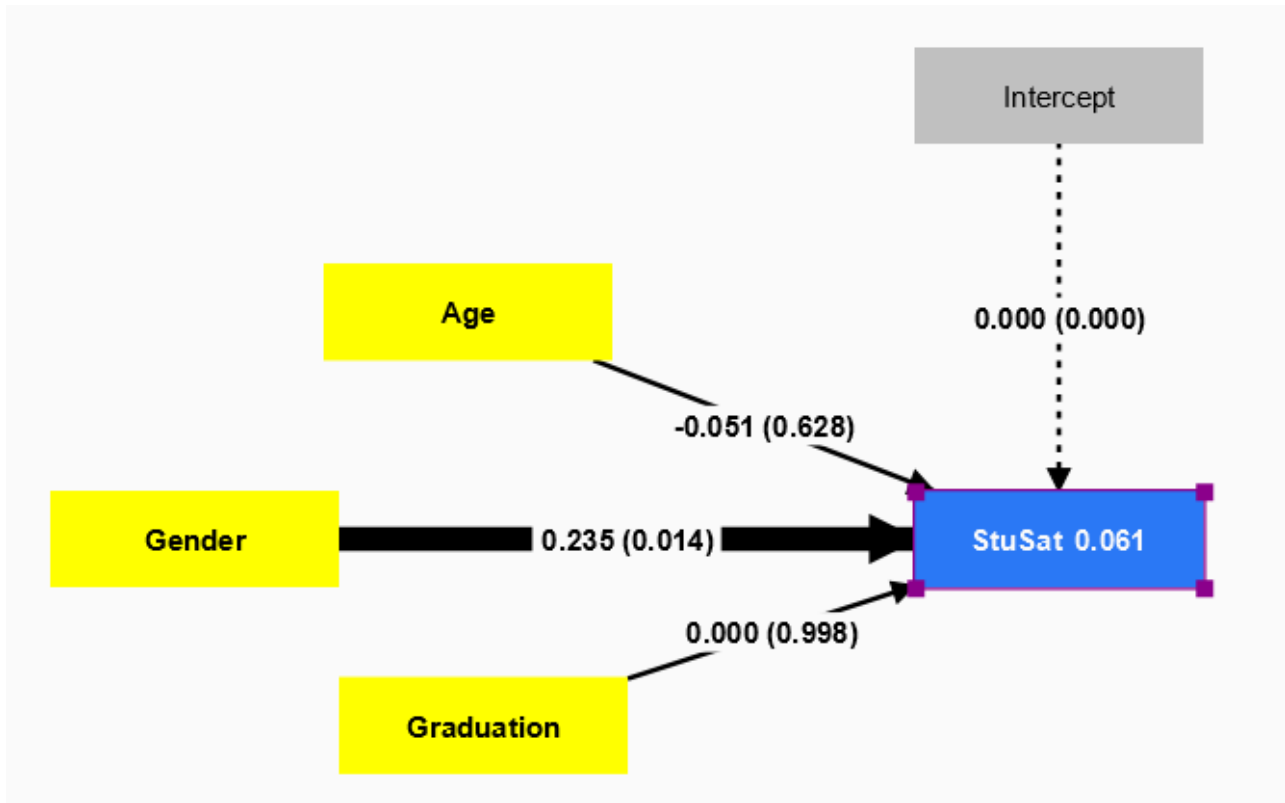 Intercept
Age
0.000 (0.000)
-0.051 (0.628)
Gender
0.235 (0.014)
StuSat 0.061
0.000 (0.998)
Graduation